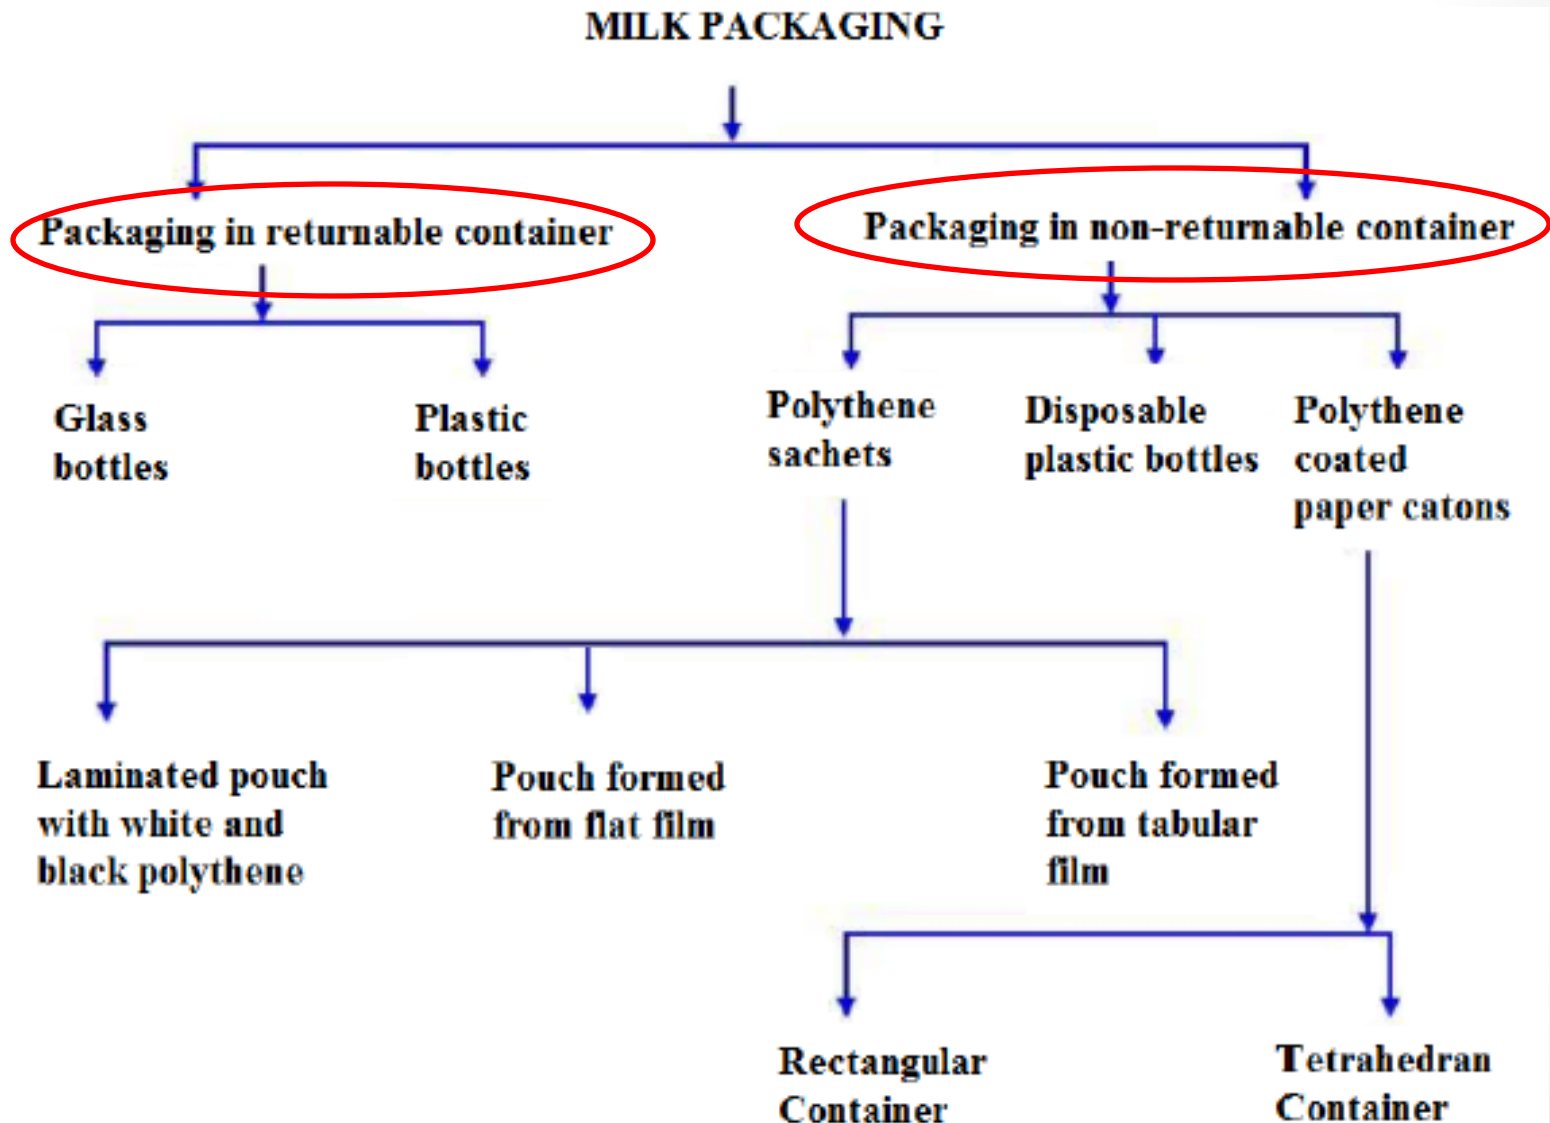 MILK PACKAGING
Packaging in returnable container
Packaging in non-returnable container
Glass
bottles
Plastic
bottles
Polythene
sachets
Disposable
plastic bottles
Polythene
coated
paper catons
Laminated pouch
with white and
black polythene
Pouch formed
from flat film
Pouch formed
from tabular
film
Rectangular
Container
Tetrahedran
Container